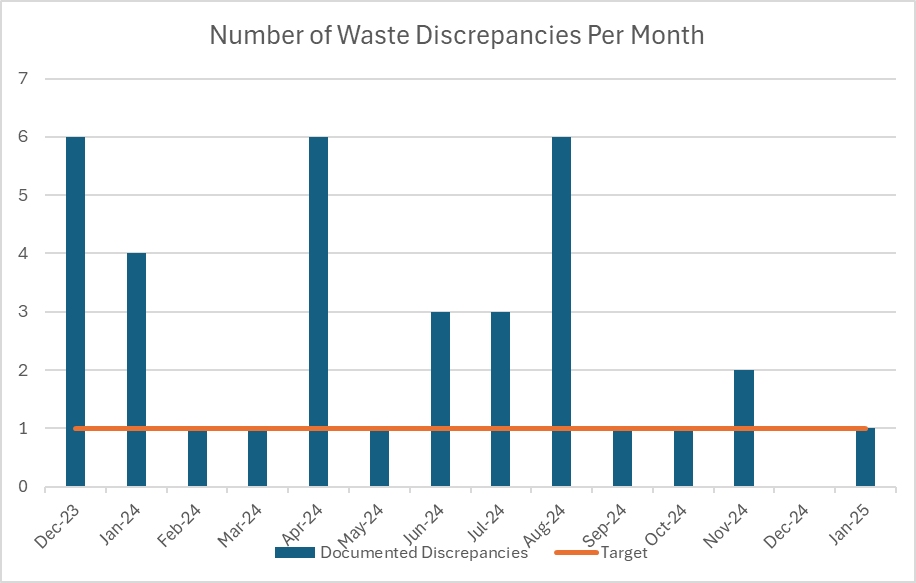 Number of Waste Discrepancies Per Month
7
6
5
4
3
2
1
0
Dec-23 Jan-24 Feb-24 Mar-24 Apr-24 May-24 Jun-24 Jul-24 Aug-24 Sep-24 Oct-24 Nov-24 Dec-24 Jan-25
Documented Discrepancies Target